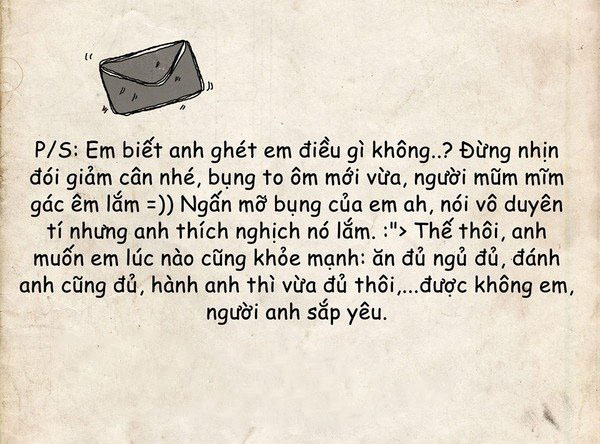 P/S: Em biết anh ghét em điều gì không..? Đừng nhịn
đói giảm cân nhé, bụng to ôm mới vừa, người mũm mĩm
gác êm lắm =)) Ngấn mỡ bụng của em ah, nói vô duyên
tí nhưng anh thích nghịch nó lắm. :"> Thế thôi, anh
muốn em lúc nào cũng khỏe mạnh: ăn đủ ngủ đủ, đánh
anh cũng đủ, hành anh thì vừa đủ thôi,...được không em,
người anh sắp yêu.